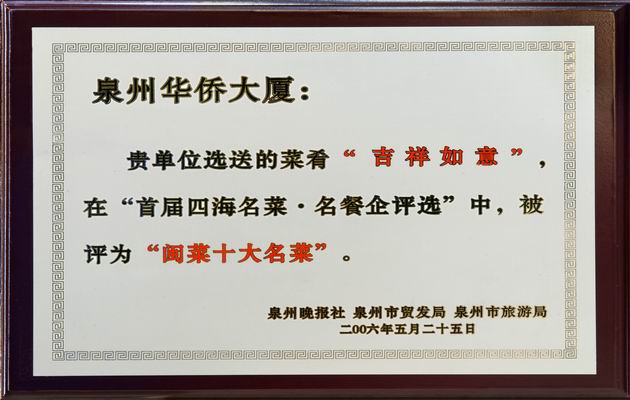 泉州华侨大厦：
贵单位选送的菜肴“吉祥如意”，
在“首届四海名菜·名餐企评选”中，被
评为“闽菜十大名菜”。
泉州晚报社 泉州市贸发局 泉州市旅游局
二00六年五月二十五日